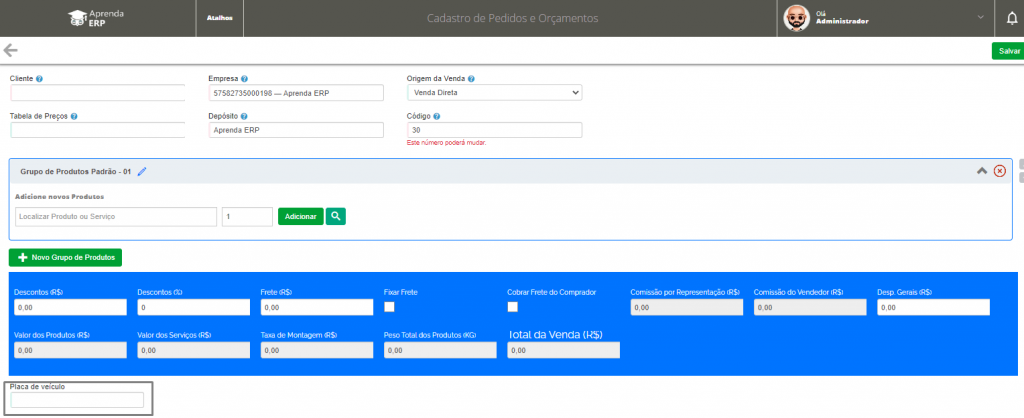 Aprenda
ERP
Atalhos
Cadastro de Pedidos e Orçamentos
Olá
Administrador
Salvar
Cliente ?
Empresa ?
Origem da Venda ?
57582735000198 — Aprenda ERP
Venda Direta
Tabela de Preços ?
Depósito ?
Código ?
Aprenda ERP
30
Este número poderá mudar.
Grupo de Produtos Padrão - 01
Adicione novos Produtos
Localizar Produto ou Serviço
1
Adicionar
Novo Grupo de Produtos
Descontos (R$)
Descontos (%)
Frete (R$)
Fixar Frete
Cobrar Frete do Comprador
Comissão por Representação (R$)
Comissão do Vendedor (R$)
Desp. Gerais (R$)
0,00
0
0,00
0,00
0,00
0,00
Valor dos Produtos (R$)
Valor dos Serviços (R$)
Taxa de Montagem (R$)
Peso Total dos Produtos (KG)
Total da Venda (R$)
0,00
0,00
0,00
0,00
0,00
Placa de veículo